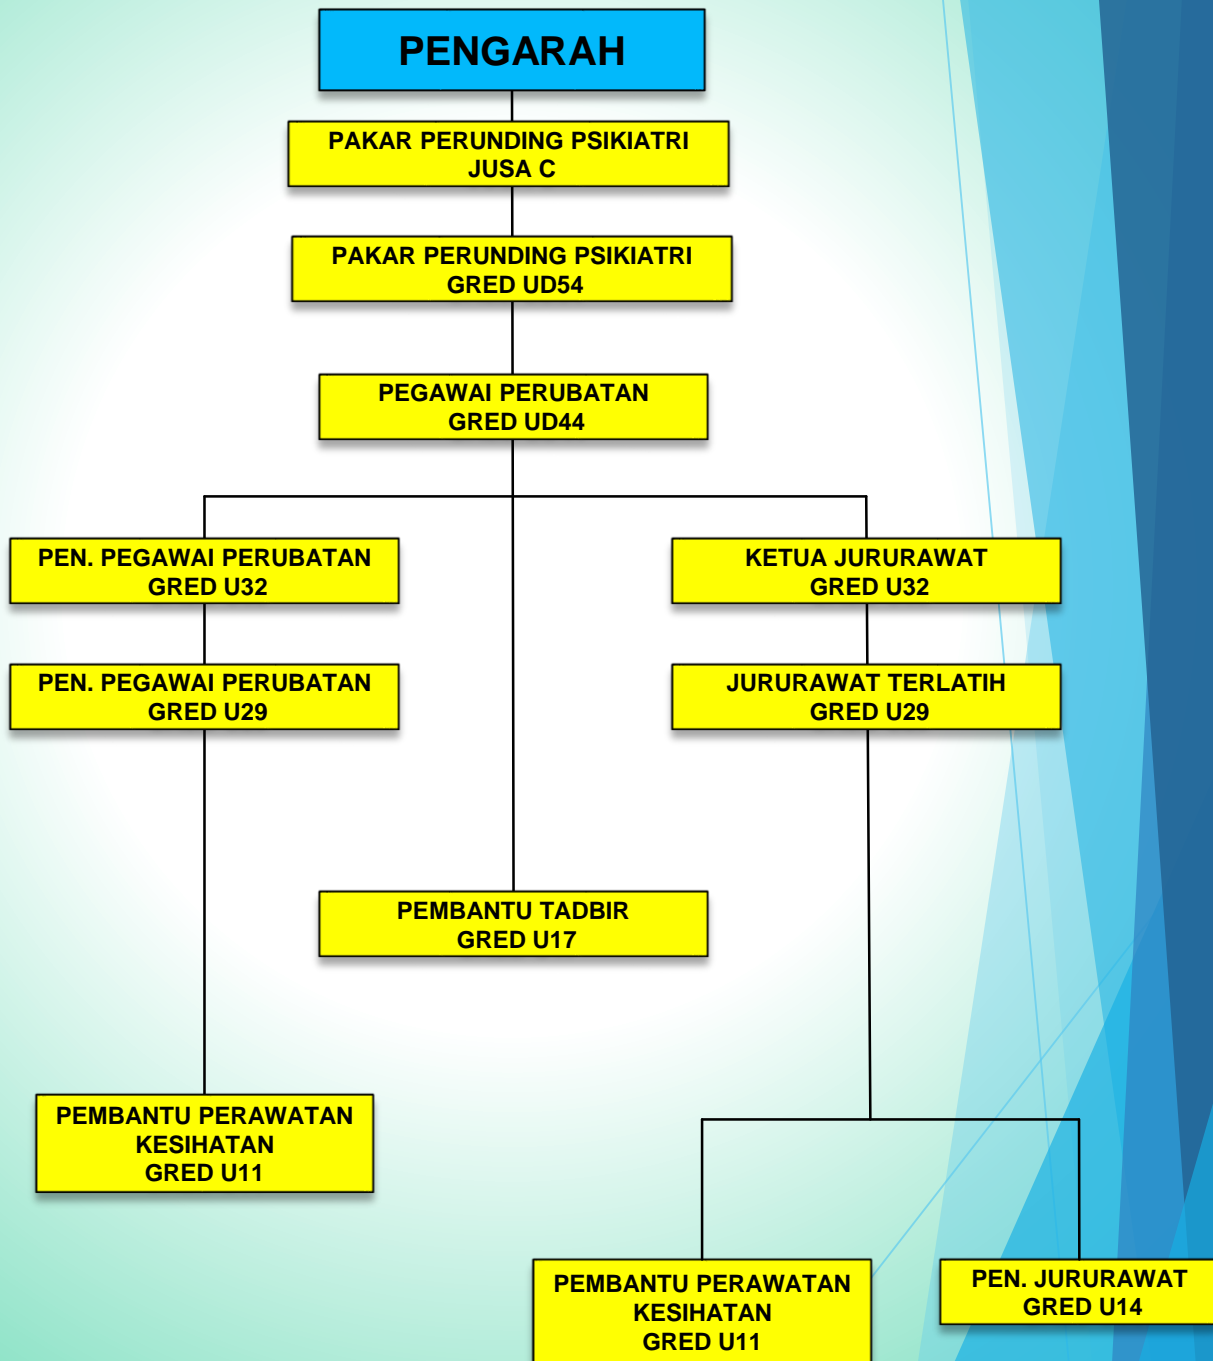 PENGARAH
PAKAR PERUNDING PSIKIATRI
JUSA C
PAKAR PERUNDING PSIKIATRI
GRED UD54
PEGAWAI PERUBATAN
GRED UD44
PEN. PEGAWAI PERUBATAN
GRED U32
KETUA JURURAWAT
GRED U32
PEN. PEGAWAI PERUBATAN
GRED U29
JURURAWAT TERLATIH
GRED U29
PEMBANTU TADBIR
GRED U17
PEMBANTU PERAWATAN
KESIHATAN
GRED U11
PEMBANTU PERAWATAN
KESIHATAN
GRED U11
PEN. JURURAWAT
GRED U14